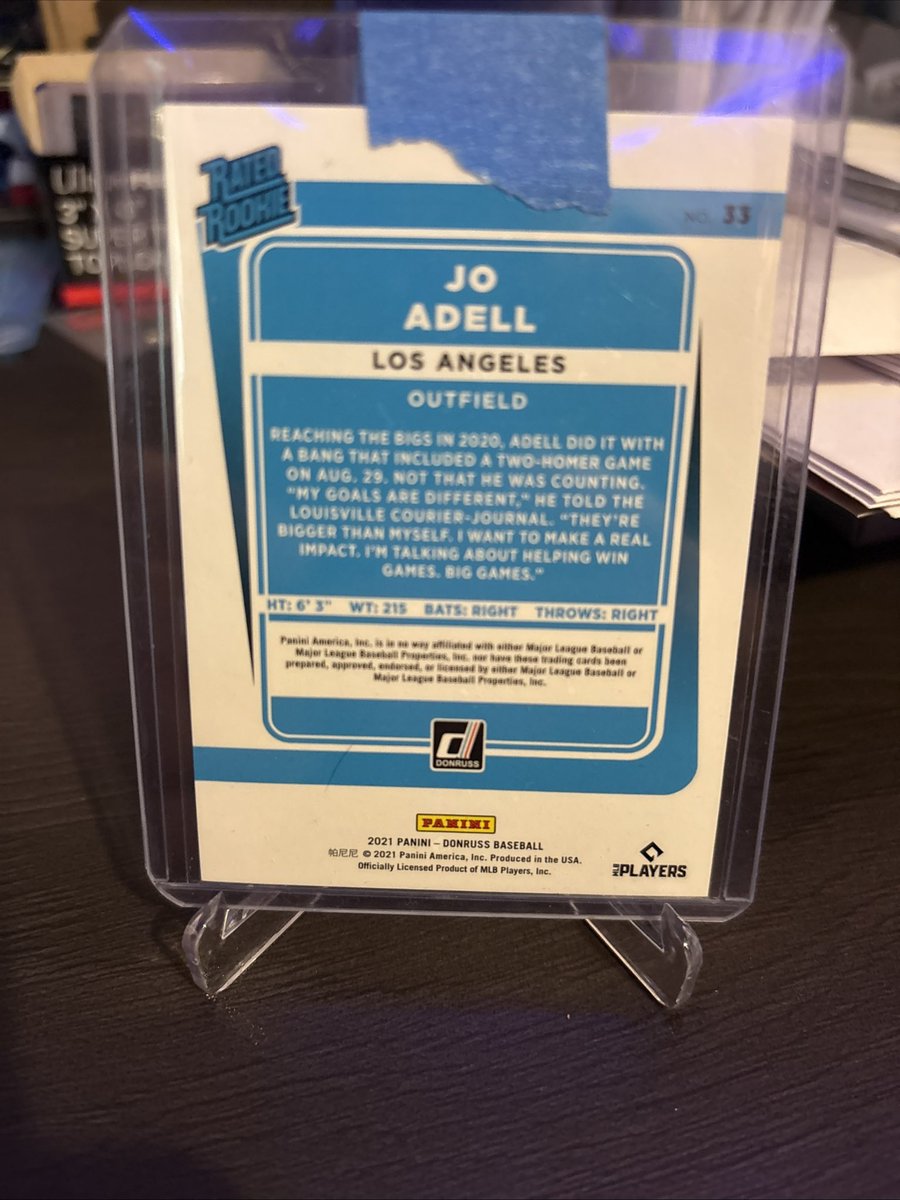 RATED
ROOKIE
NO. 33
JO
ADELL
LOS ANGELES
OUTFIELD
REACHING THE BIGS IN 2020, ADELL DID IT WITH
A BANG THAT INCLUDED A TWO-HOMER GAME
ON AUG. 29. NOT THAT HE WAS COUNTING.
"MY GOALS ARE DIFFERENT," HE TOLD THE
LOUISVILLE COURIER-JOURNAL. "THEY'RE
BIGGER THAN MYSELF. I WANT TO MAKE A REAL
IMPACT. I'M TALKING ABOUT HELPING WIN
GAMES. BIG GAMES."
HT: 6' 3" WT: 215 BATS: RIGHT THROWS: RIGHT
Panini America, Inc. is in no way affiliated with either Major League Baseball or
Major League Baseball Properties, Inc. nor have these trading cards been
prepared, approved, endorsed, or licensed by either Major League Baseball or
Major League Baseball Properties, Inc.
d
DONRUSS
PANINI
2021 PANINI – DONRUSS BASEBALL
帕尼尼 © 2021 Panini America, Inc. Produced in the USA.
Officially Licensed Product of MLB Players, Inc.
MLB PLAYERS